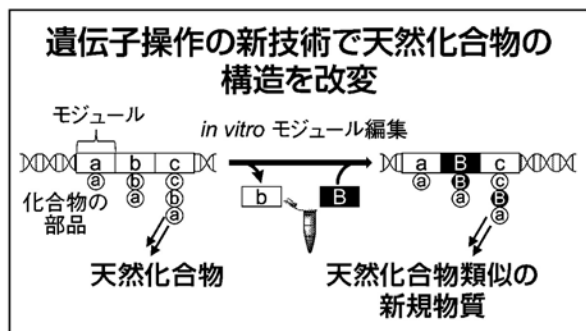 遺伝子操作の新技術で天然化合物の
構造を改変
モジュール
in vitro モジュール編集
a b c
a b c
a b
a
化合物の
部品
b B
a B c
a B c
a B
a
天然化合物
天然化合物類似の
新規物質